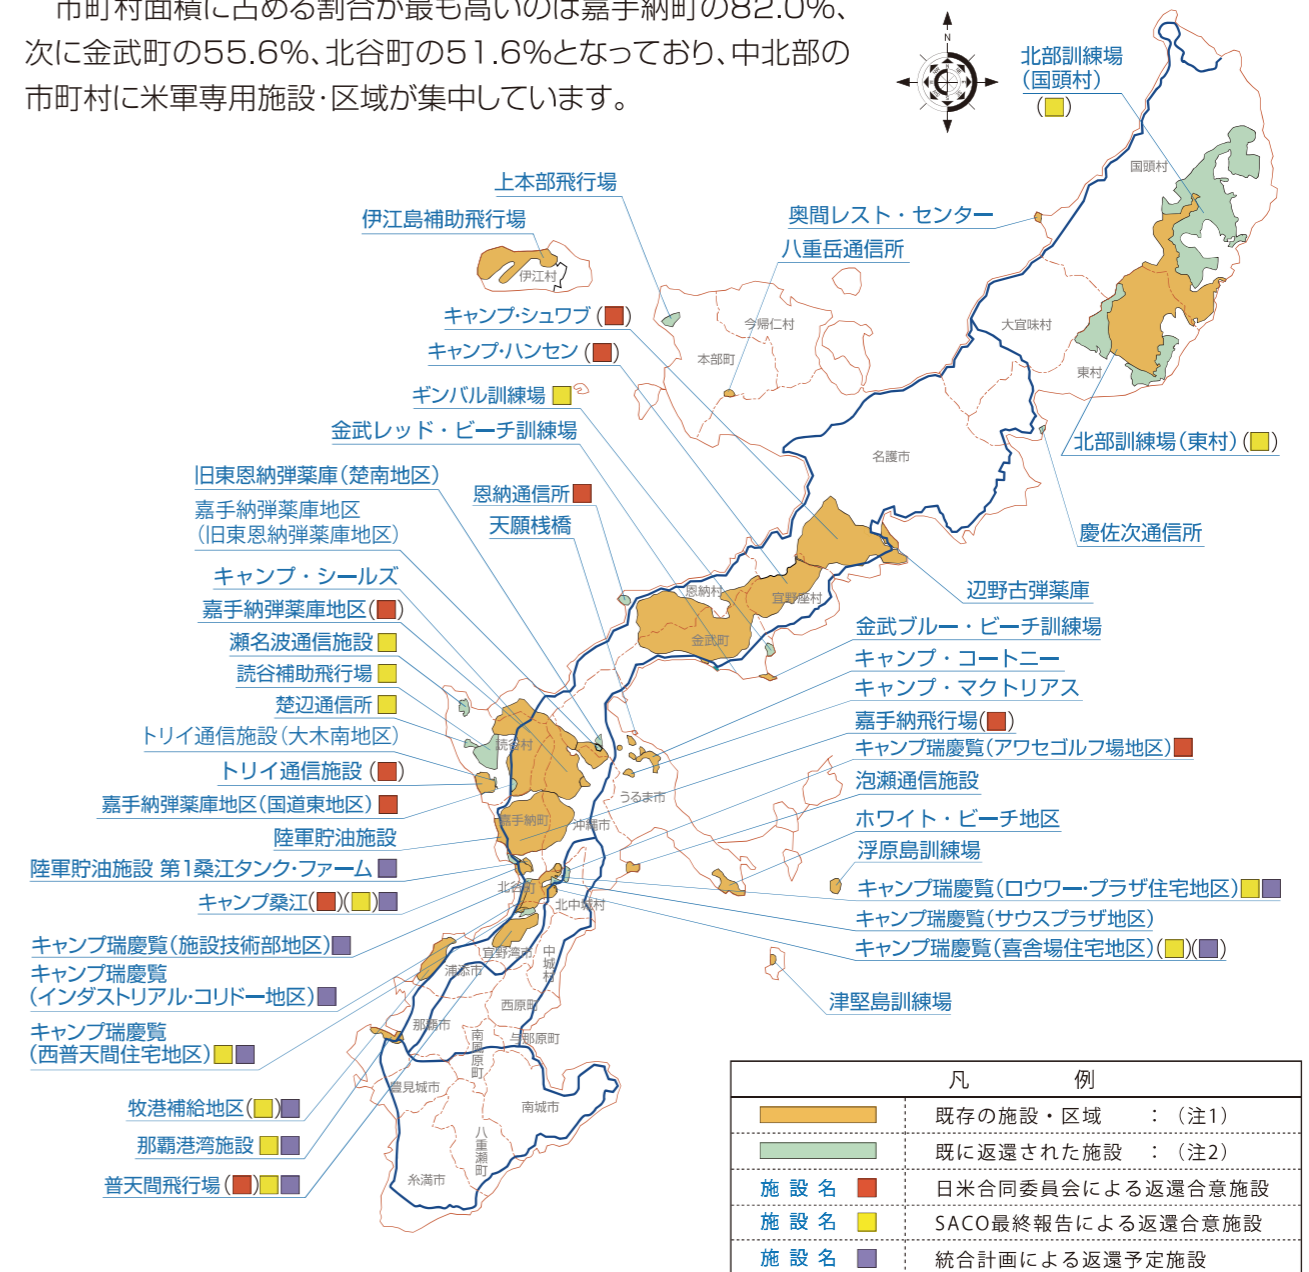 市町村面積に占める割合が最も高いのは嘉手納町の82.0%、
次に金武町の55.6%、北谷町の51.6%となっており、中北部の
市町村に米軍専用施設・区域が集中しています。
N
北部訓練場
(国頭村)
( )
国頭村
上本部飛行場
伊江島補助飛行場
奥間レスト・センター
八重岳通信所
伊江村
キャンプ・シュワブ( )
今帰仁村
大宜味村
キャンプ・ハンセン( )
本部町
東村
ギンバル訓練場
金武レッド・ビーチ訓練場
北部訓練場(東村)( )
名護市
旧東恩納弾薬庫(楚南地区)
恩納通信所
嘉手納弾薬庫地区
(旧東恩納弾薬庫地区)
天願桟橋
慶佐次通信所
キャンプ・シールズ
恩納村
宜野座村
辺野古弾薬庫
嘉手納弾薬庫地区( )
金武町
金武ブルー・ビーチ訓練場
瀬名波通信施設
キャンプ・コートニー
読谷補助飛行場
キャンプ・マクトリアス
楚辺通信所
嘉手納飛行場( )
トリイ通信施設(大木南地区)
読谷村
キャンプ瑞慶覧(アワセゴルフ場地区)
トリイ通信施設( )
泡瀬通信施設
嘉手納弾薬庫地区(国道東地区)
うるま市
ホワイト・ビーチ地区
嘉手納町
沖縄市
陸軍貯油施設
浮原島訓練場
陸軍貯油施設 第1桑江タンク・ファーム
北谷町
キャンプ瑞慶覧(ロウワー・プラザ住宅地区)
キャンプ桑江( )( )
北中城村
キャンプ瑞慶覧(サウスプラザ地区)
キャンプ瑞慶覧(施設技術部地区)
宜野湾市
中城村
キャンプ瑞慶覧(喜舎場住宅地区)( )( )
キャンプ瑞慶覧
(インダストリアル・コリドー地区)
浦添市
西原町
津堅島訓練場
キャンプ瑞慶覧
(西普天間住宅地区)
那覇市
南風原町
与那原町
豊見城市
牧港補給地区( )
南城市
那覇港湾施設
八重瀬町
普天間飛行場( )
糸満市
凡 例
既存の施設・区域 :(注1)
既に返還された施設 :(注2)
施設名 日米合同委員会による返還合意施設
施設名 SACO最終報告による返還合意施設
施設名 統合計画による返還予定施設